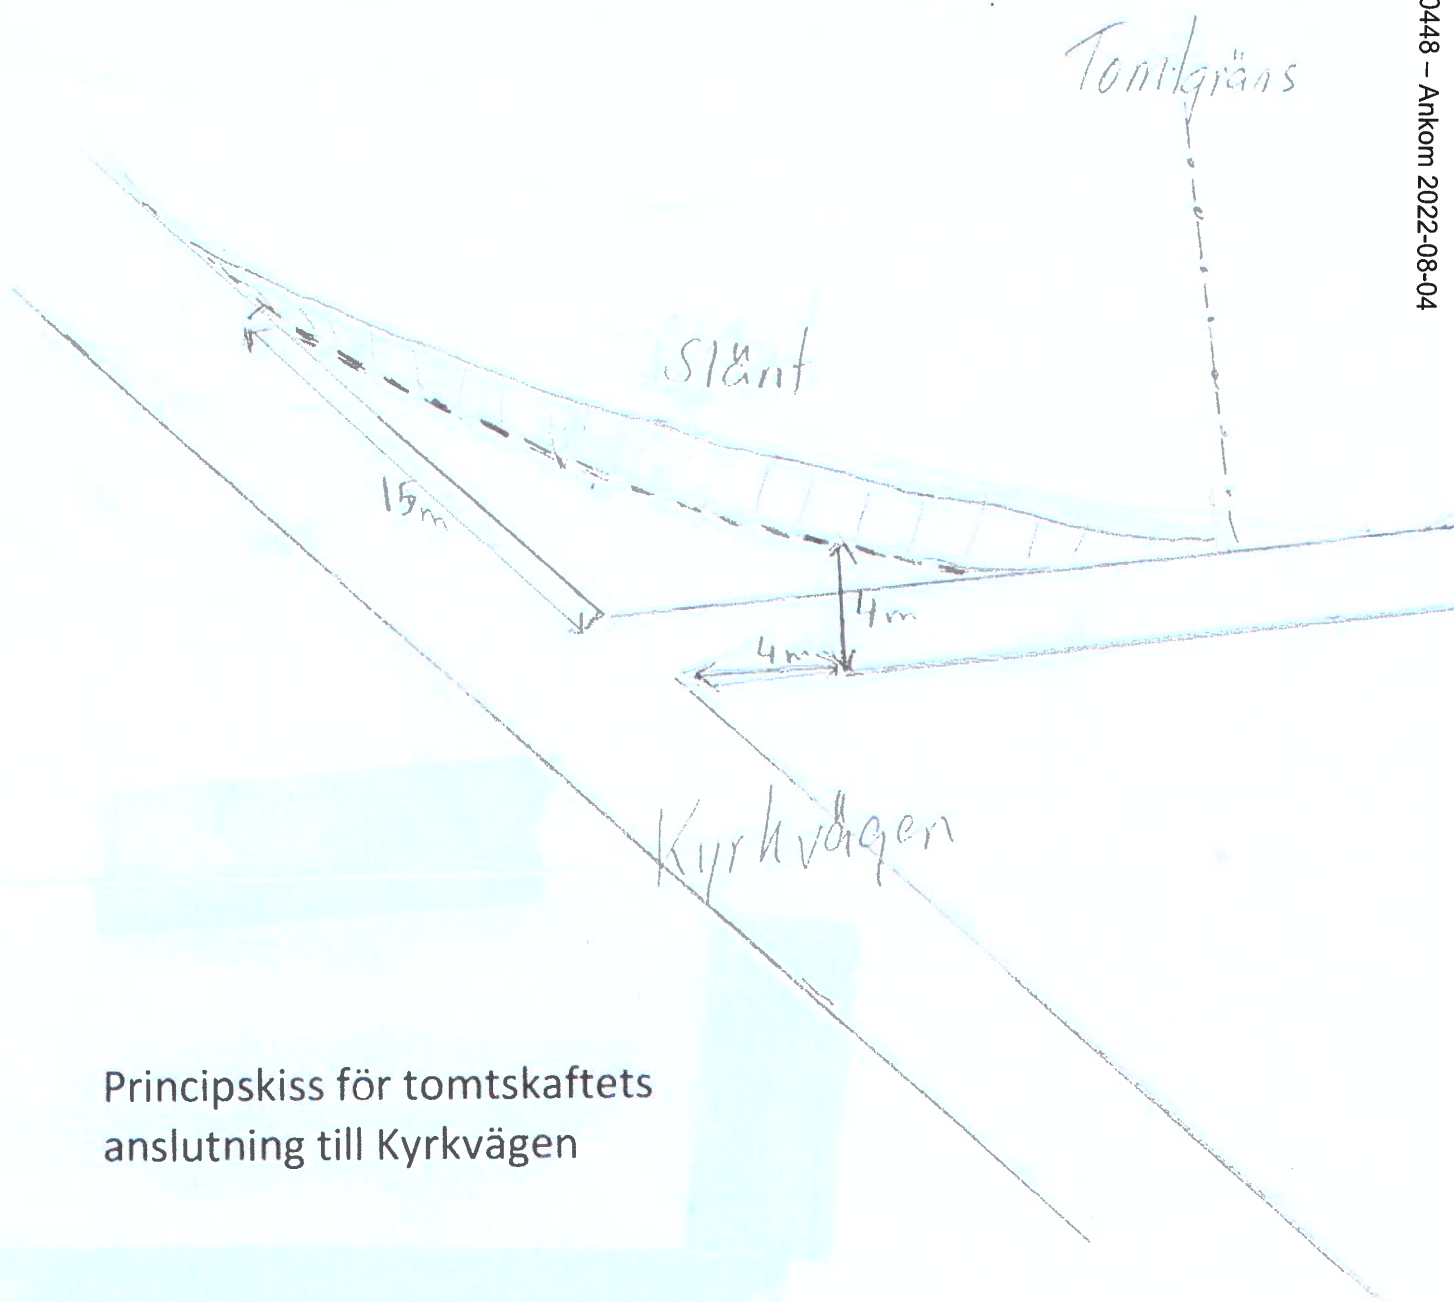 Tomtgräns
0448 – Ankom 2022-08-04
Slänt
15m
4m
4m
Kyrkvägen
Principskiss för tomtskaftets
anslutning till Kyrkvägen